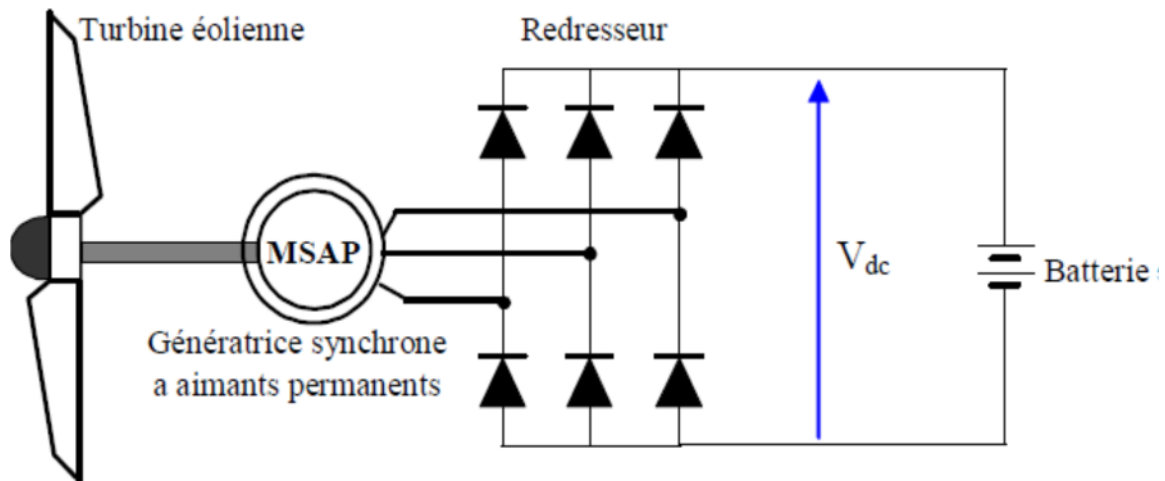 Turbine éolienne
Redresseur
MSAP
V_dc
Batterie
Génératrice synchrone
a aimants permanents